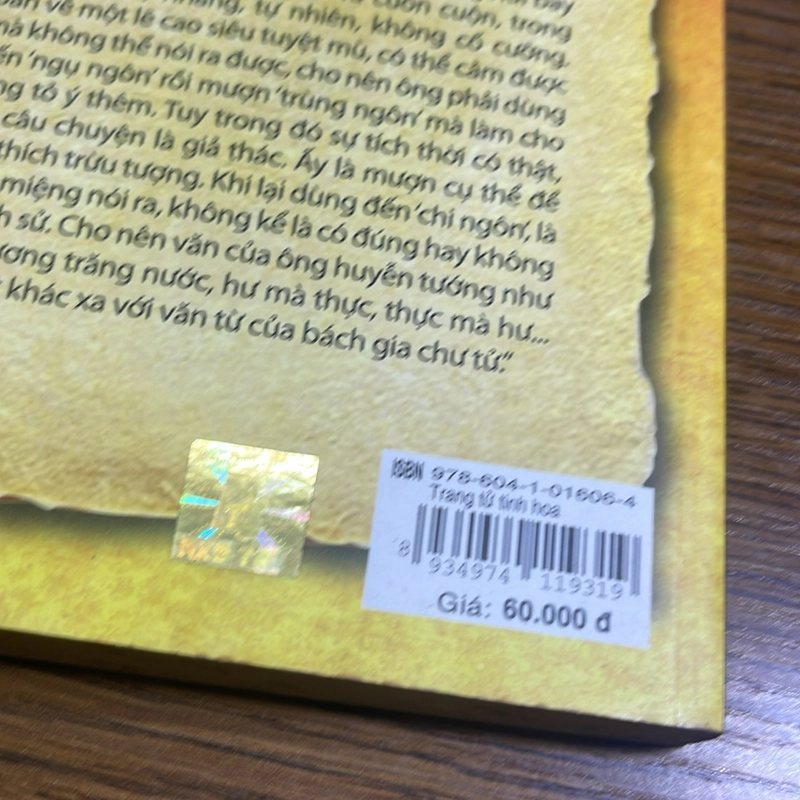 cuồn cuộn, trong
nhàng, tự nhiên, không cố cưỡng.
về một lẽ cao siêu tuyệt mù, có thể cảm được
mà không thể nói ra được, cho nên ông phải dùng
'ngụ ngôn' rồi mượn 'trùng ngôn' mà làm cho
tỏ ý thêm. Tuy trong đó sự tích thời có thật,
câu chuyện là giả thác. Ấy là mượn cụ thể để
thích trừu tượng. Khi lại dùng đến 'chi ngôn', là
miệng nói ra, không kể là có đúng hay không
sử. Cho nên văn của ông huyễn tướng như
trăng nước, hư mà thực, thực mà hư...
khác xa với văn từ của bách gia chư tử."
ISBN 978-604-1-01606-4
Trang tử tinh hoa
8 934974 119319
Giá: 60.000 đ